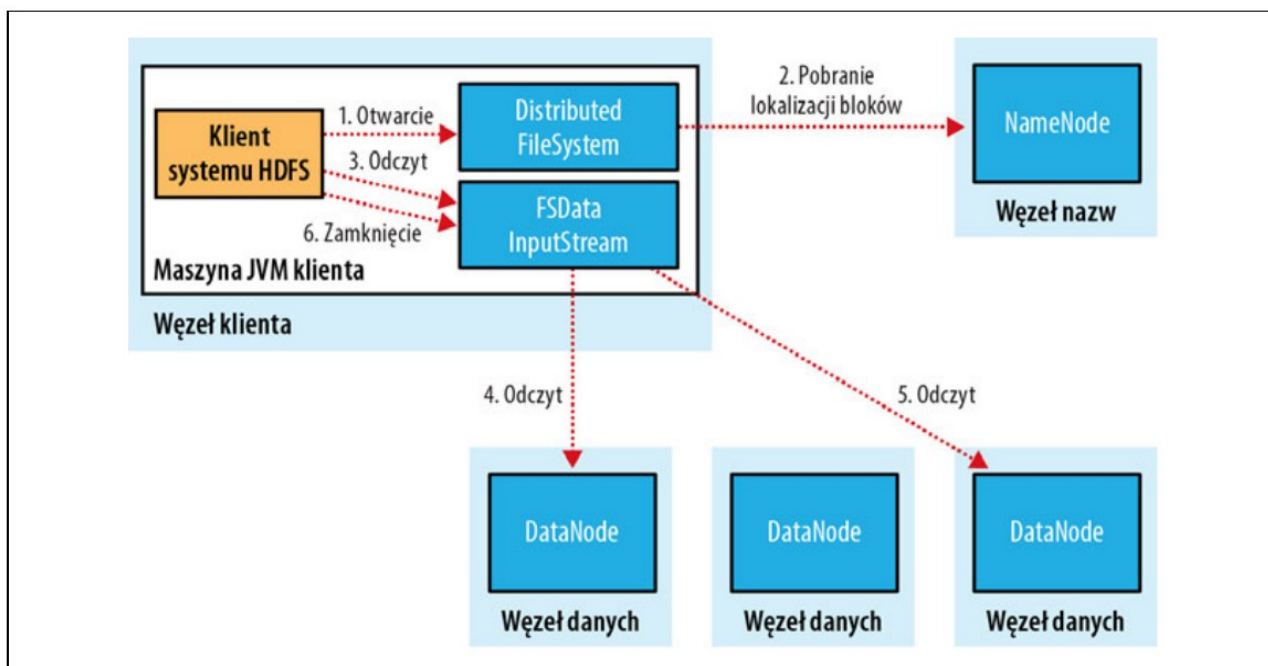 1. Otwarcie
Distributed
FileSystem
2. Pobranie
lokalizacji bloków
NameNode
Węzeł nazw
Klient
systemu HDFS
3. Odczyt
FSData
InputStream
6. Zamknięcie
Maszyna JVM klienta
Węzeł klienta
4. Odczyt
5. Odczyt
DataNode
DataNode
DataNode
Węzeł danych
Węzeł danych
Węzeł danych